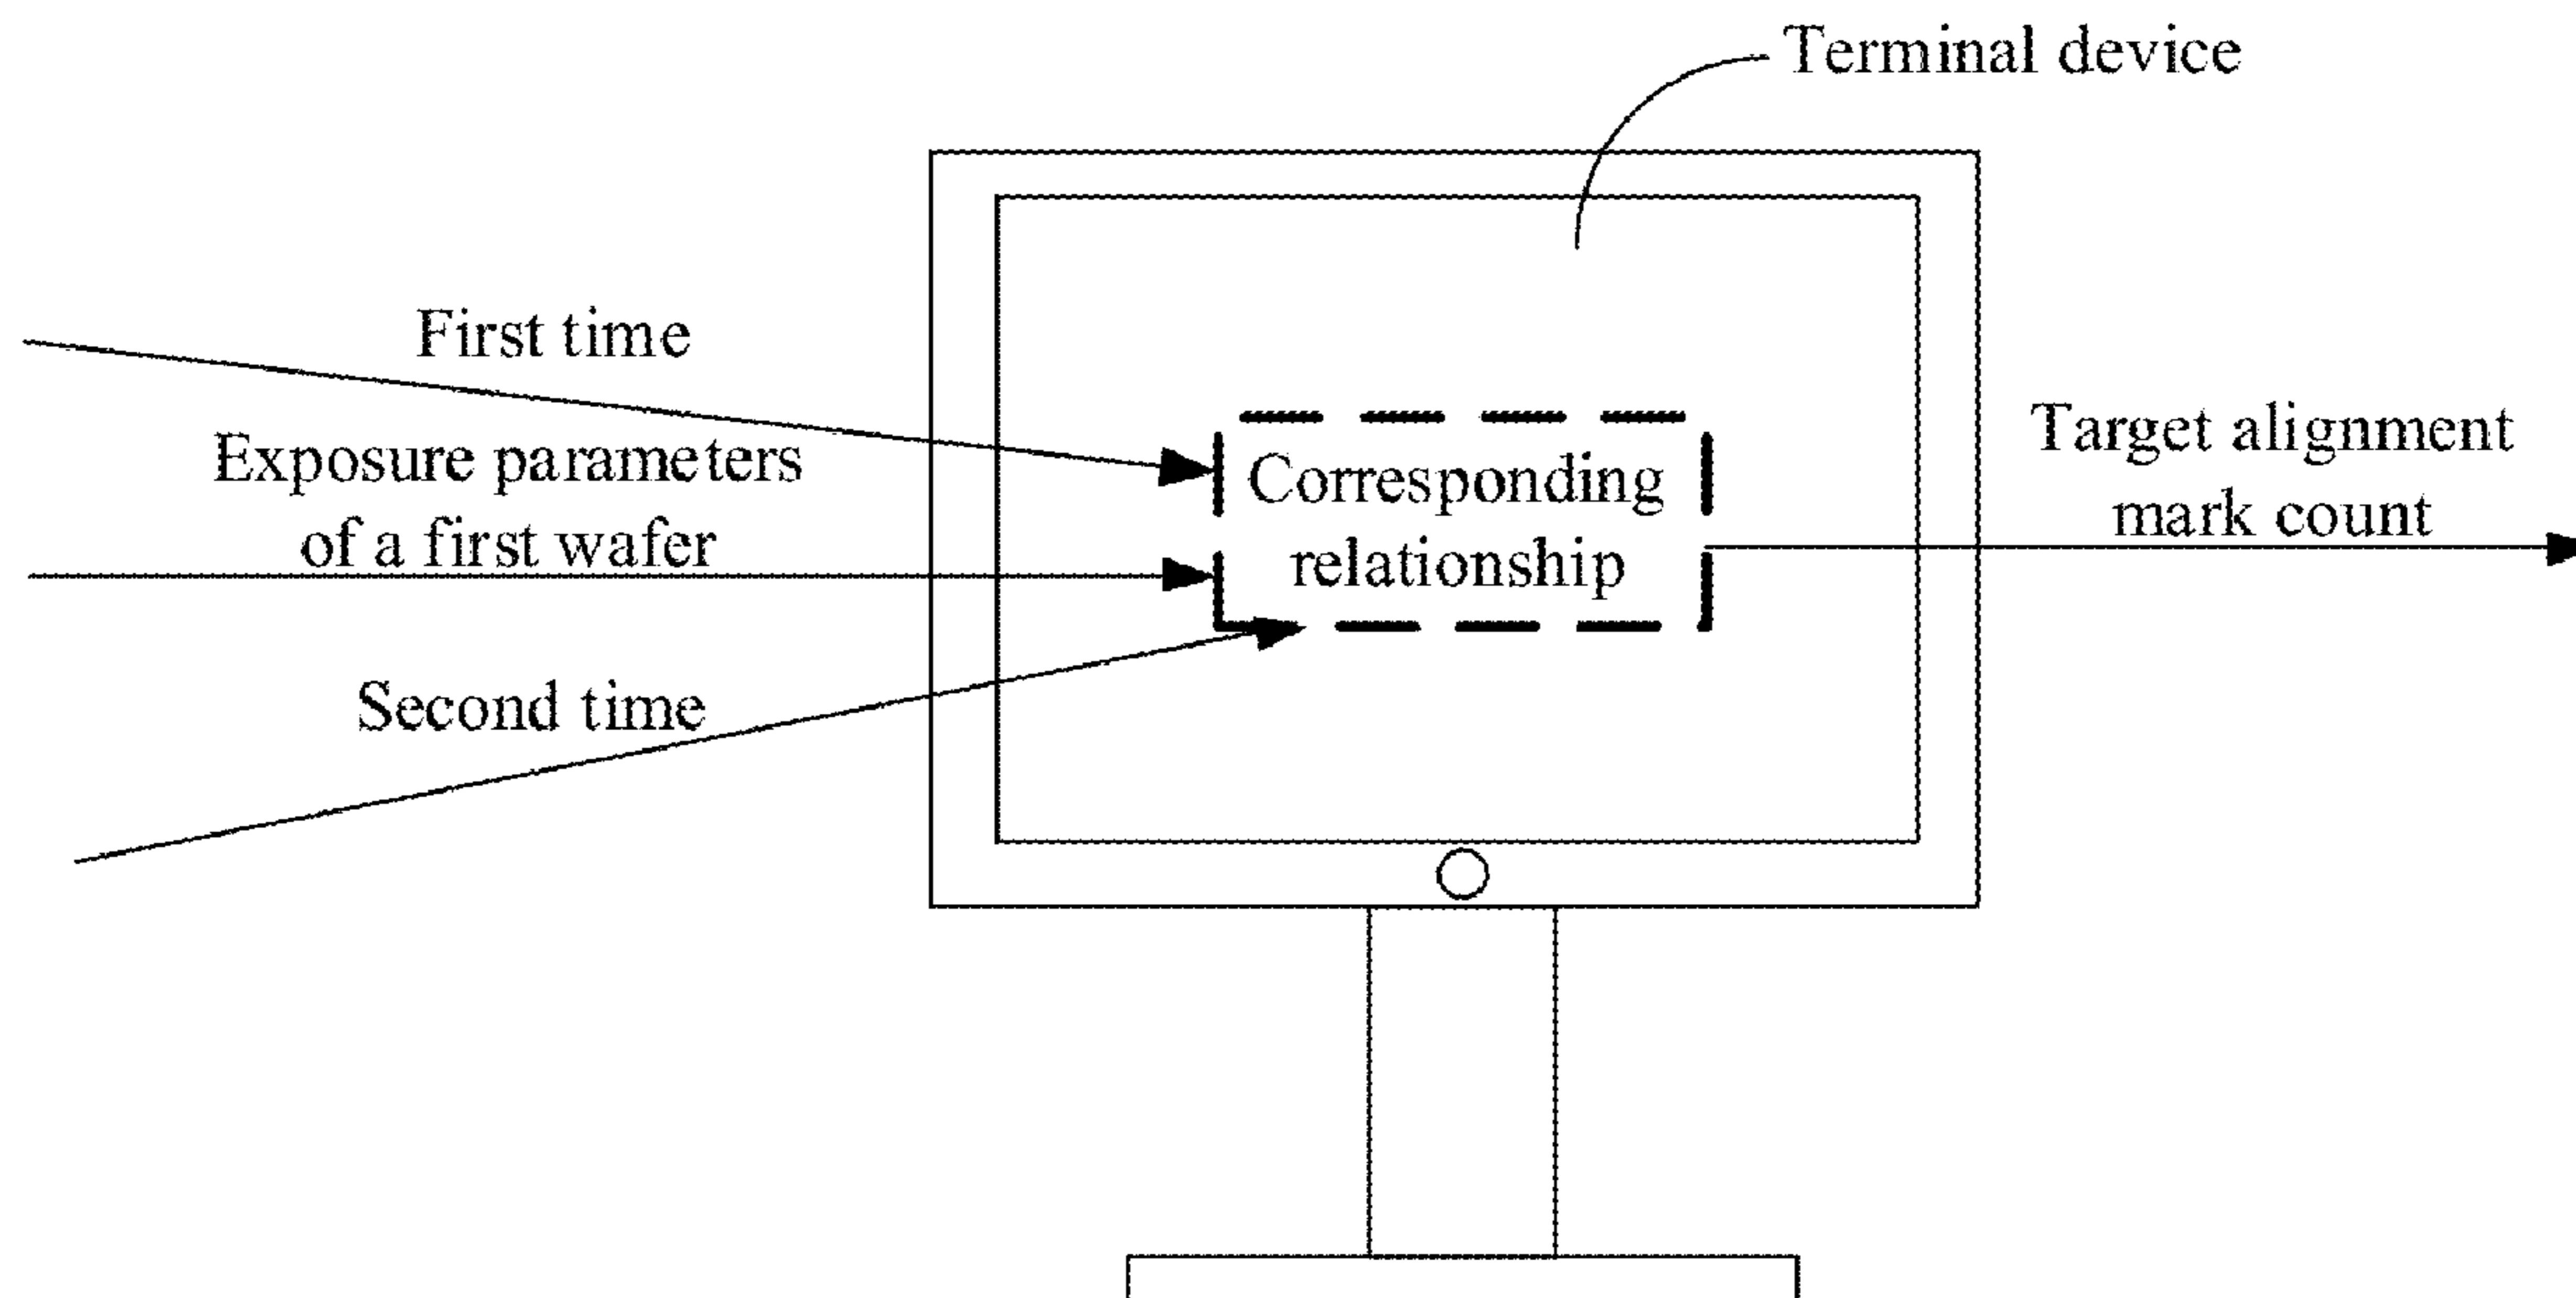 Terminal device
First time
Exposure parameters
of a first wafer
Second time
Corresponding
relationship
Target alignment
mark count